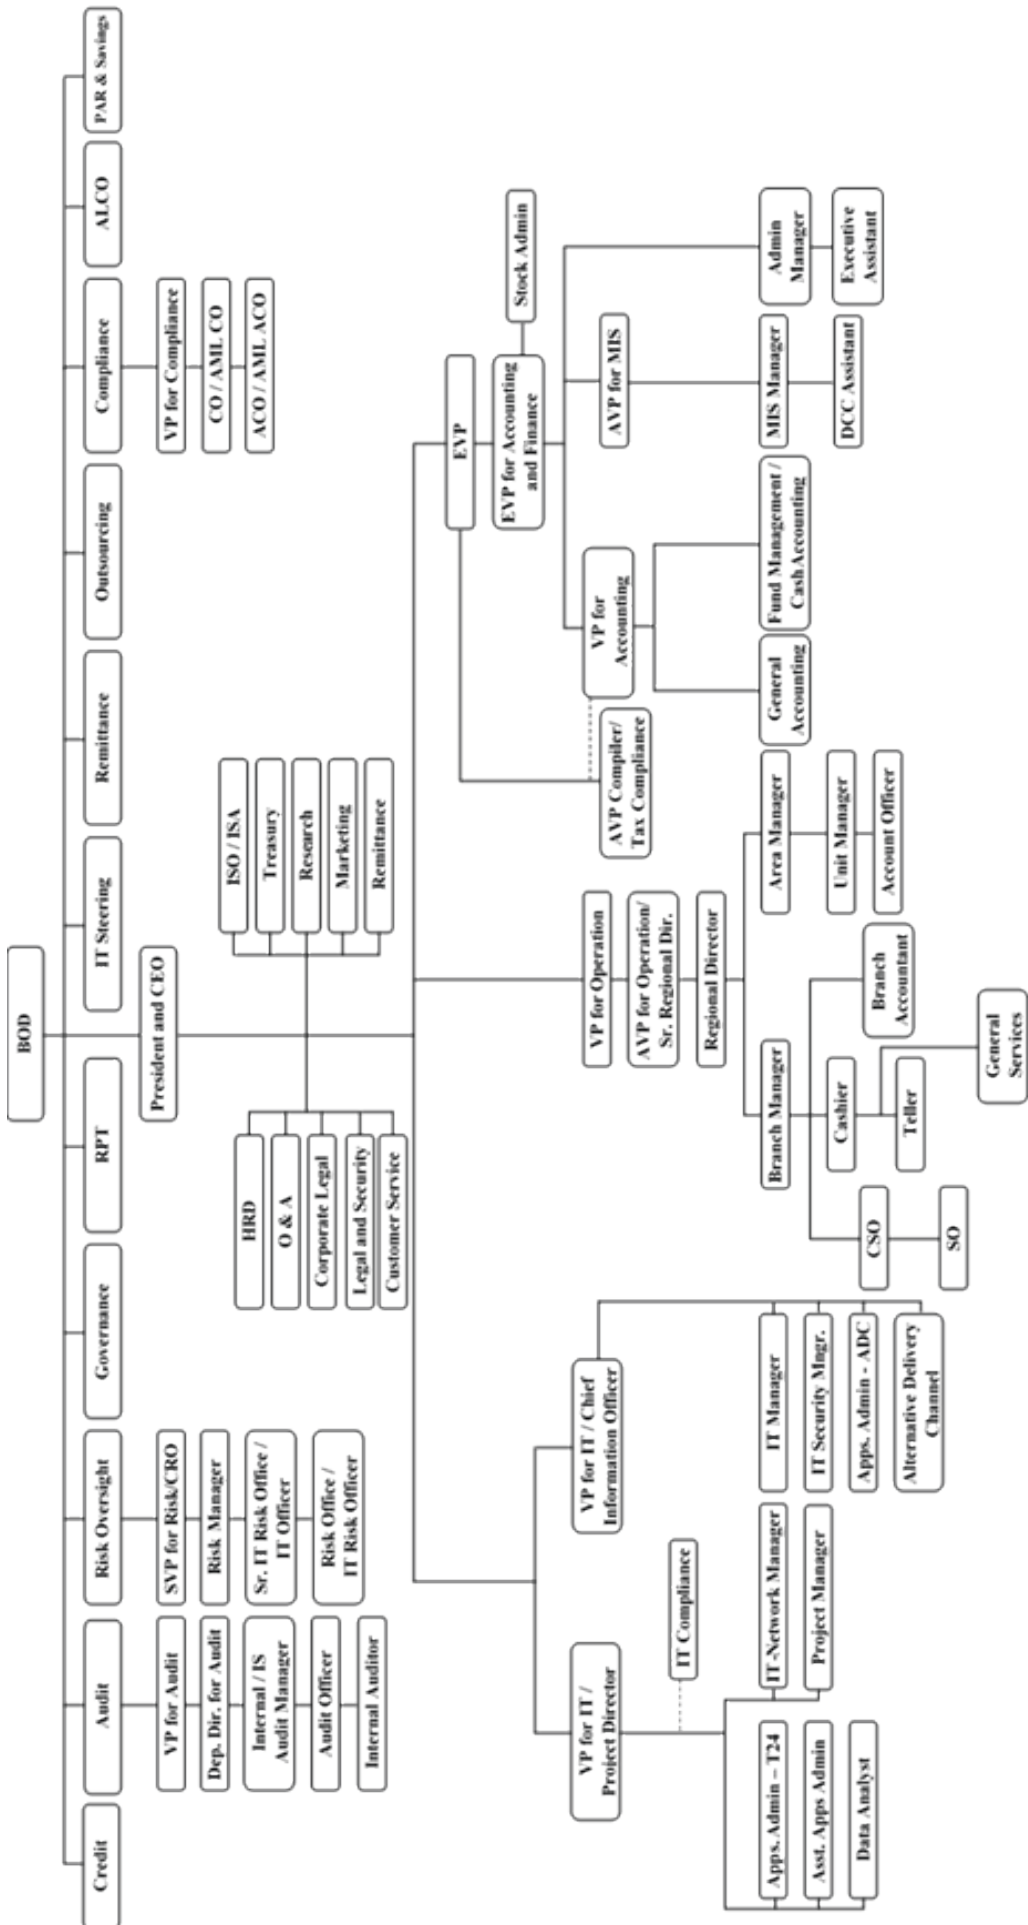 BOD
Credit
Audit
Risk Oversight
Governance
RPT
IT Steering
Remittance
Outsourcing
Compliance
ALCO
PAR & Savings
President and CEO
VP for Audit
Dep. Dir. for Audit
Internal / IS
Audit Manager
Audit Officer
Internal Auditor
SVP for Risk/CRO
Risk Manager
Sr. IT Risk Office /
IT Officer
Risk Office /
IT Risk Officer
VP for Compliance
CO / AML CO
ACO / AML ACO
HRD
O & A
Corporate Legal
Legal and Security
Customer Service
ISO / ISA
Treasury
Research
Marketing
Remittance
VP for IT /
Project Director
IT Compliance
Apps. Admin – T24
Asst. Apps Admin
Data Analyst
IT-Network Manager
Project Manager
VP for IT / Chief
Information Officer
IT Manager
IT Security Mngr.
Apps. Admin - ADC
Alternative Delivery
Channel
VP for Operation
AVP for Operation/
Sr. Regional Dir.
Regional Director
Branch Manager
CSO
SO
Cashier
Teller
General
Services
Branch
Accountant
Area Manager
Unit Manager
Account Officer
EVP
EVP for Accounting
and Finance
Stock Admin
AVP Compiler/
Tax Compliance
VP for
Accounting
General
Accounting
Fund Management /
Cash Accounting
AVP for MIS
MIS Manager
DCC Assistant
Admin
Manager
Executive
Assistant